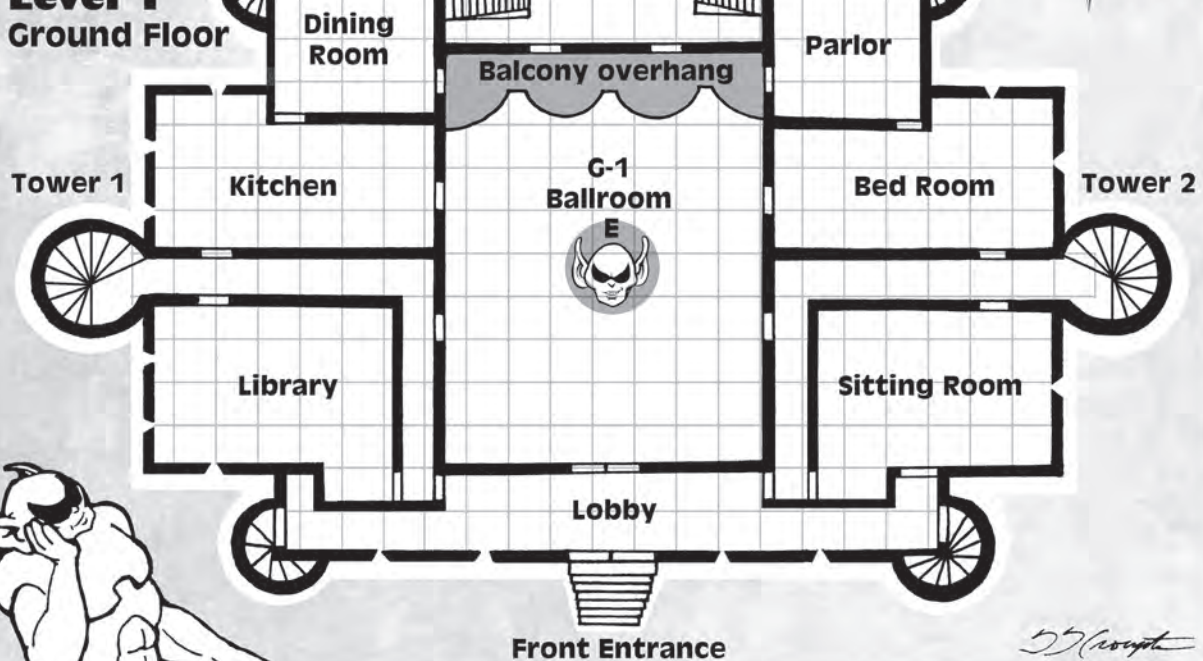 Level 1
Ground Floor
Dining
Room
Parlor
Balcony overhang
Tower 1
Kitchen
G-1
Ballroom
E
Bed Room
Tower 2
Library
Sitting Room
Lobby
Front Entrance